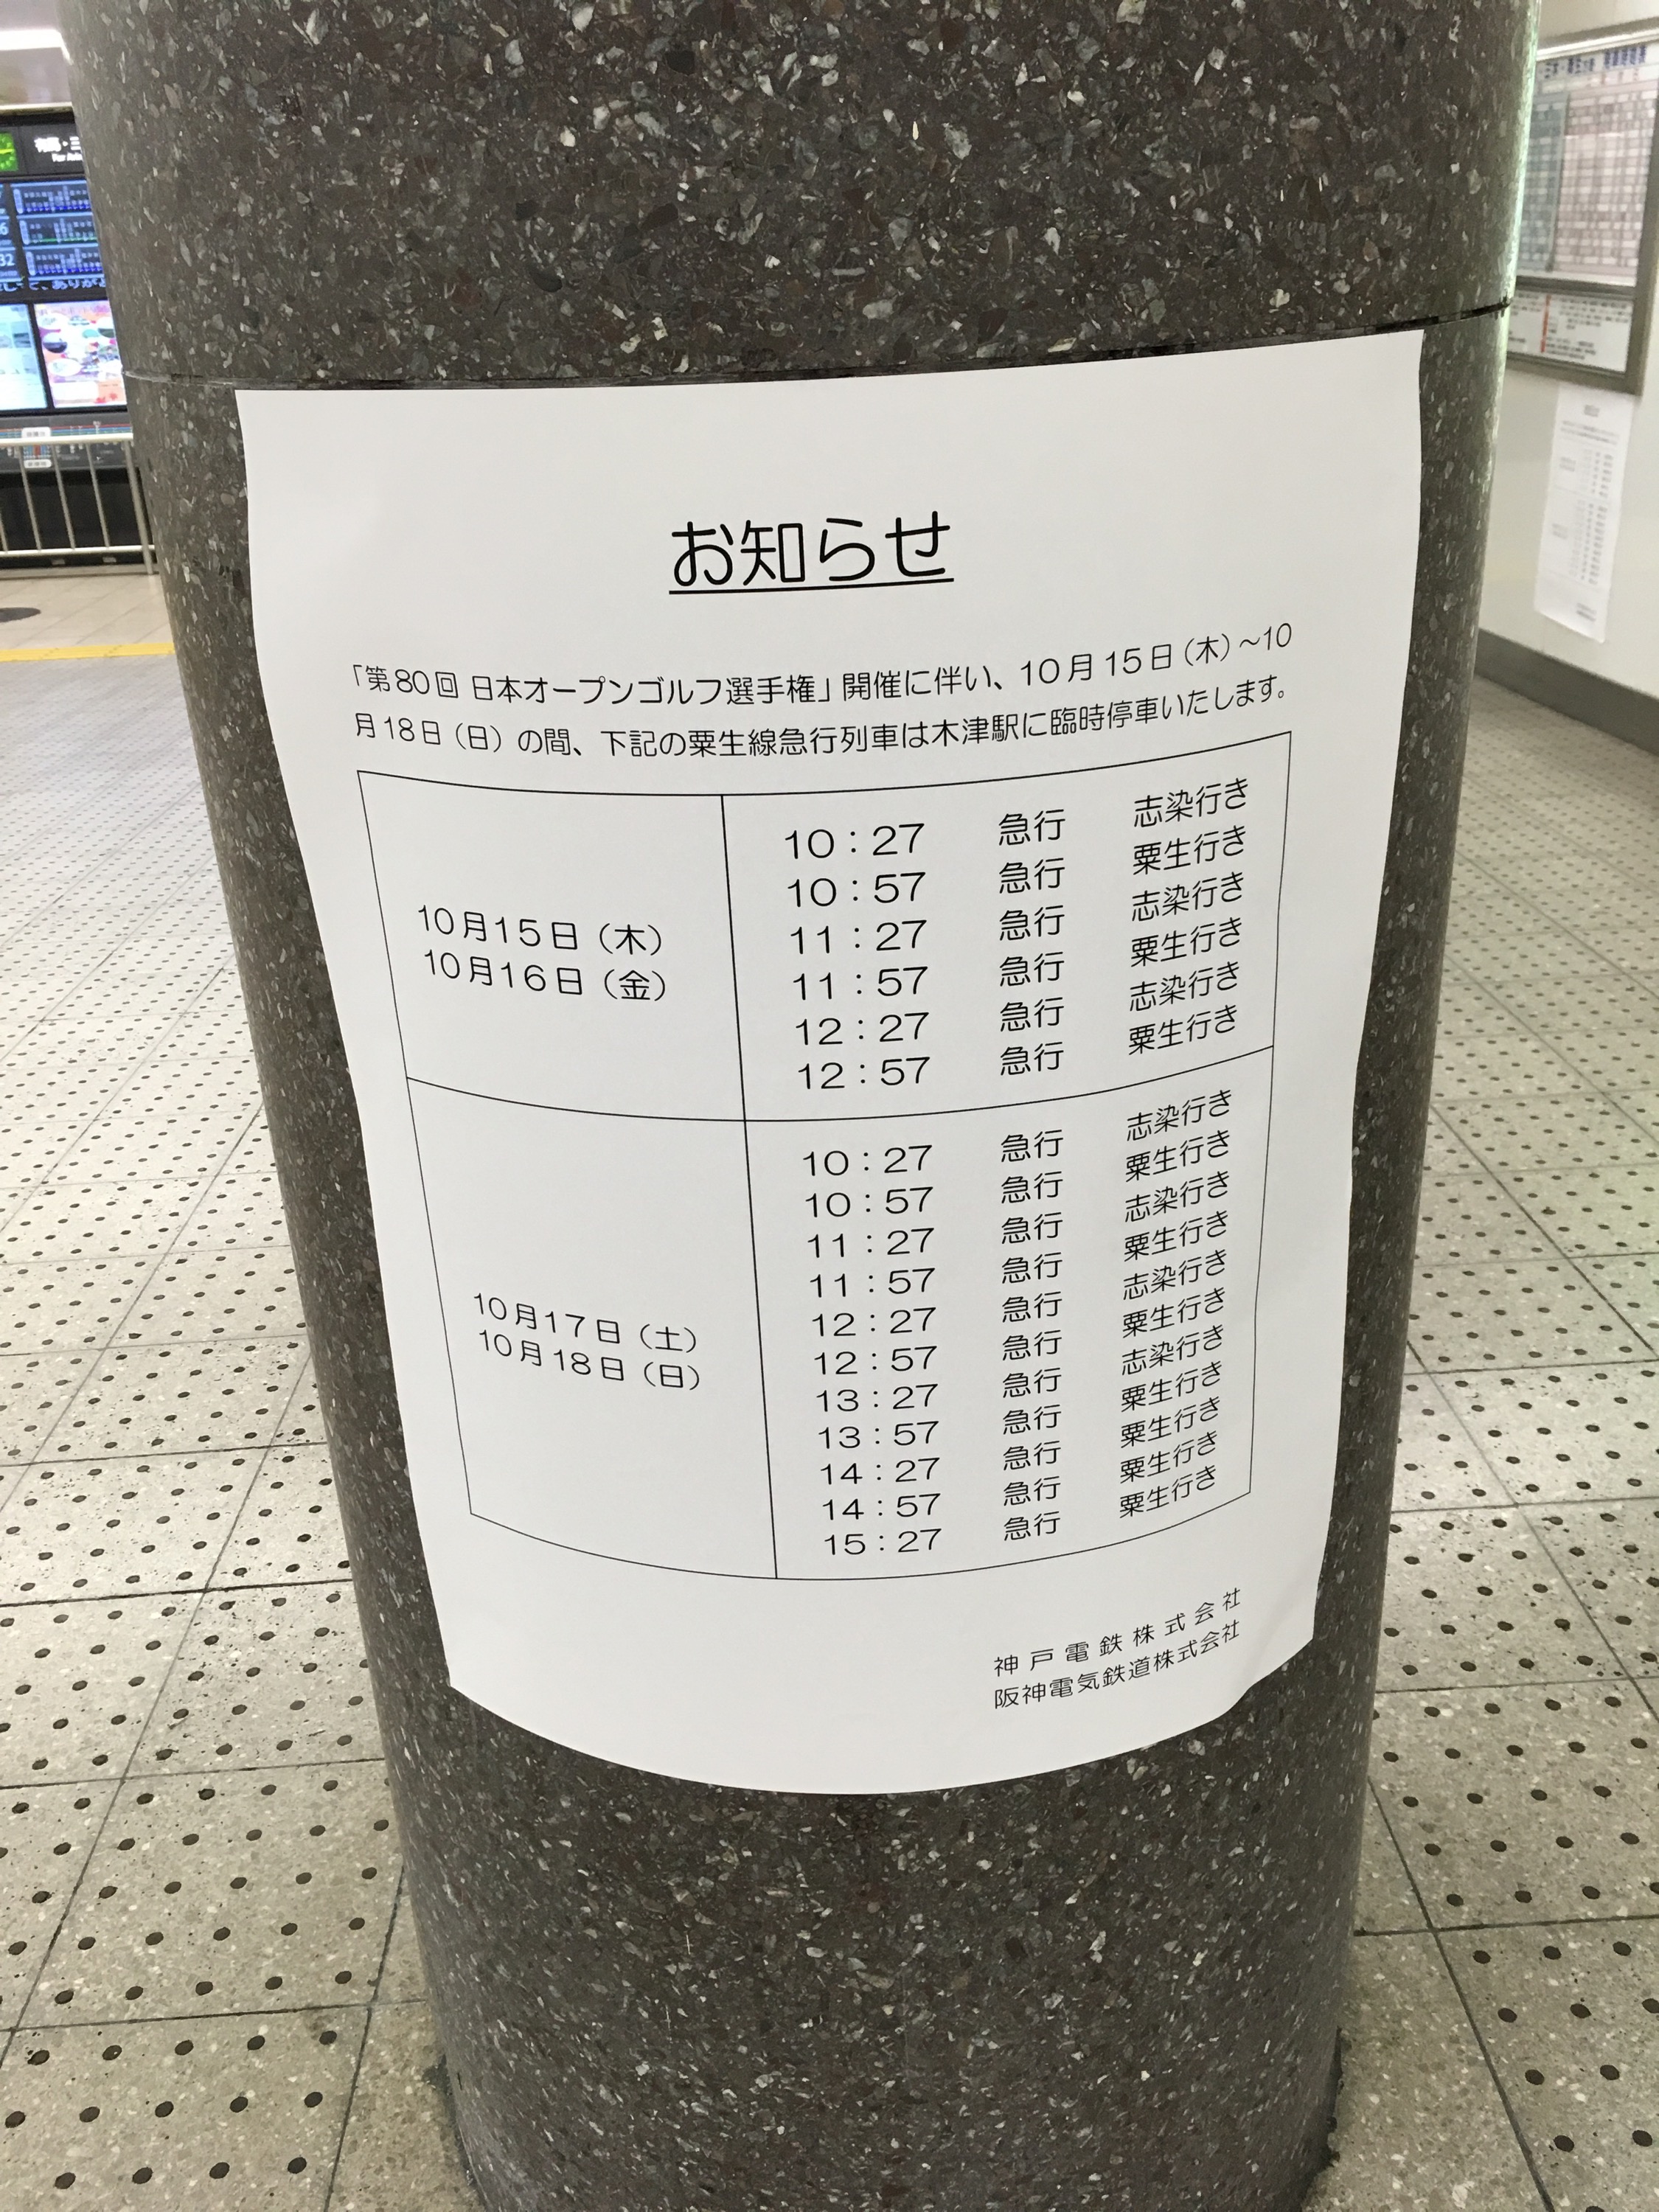 お知らせ
「第80回 日本オープンゴルフ選手権」開催に伴い、10月15日（木）～10
月18日（日）の間、下記の粟生線急行列車は木津駅に臨時停車いたします。
10月15日（木）
10月16日（金）
10：27 急行 志染行き
10：57 急行 粟生行き
11：27 急行 志染行き
11：57 急行 粟生行き
12：27 急行 志染行き
12：57 急行 粟生行き
10月17日（土）
10月18日（日）
10：27 急行 志染行き
10：57 急行 粟生行き
11：27 急行 志染行き
11：57 急行 粟生行き
12：27 急行 志染行き
12：57 急行 粟生行き
13：27 急行 志染行き
13：57 急行 粟生行き
14：27 急行 粟生行き
14：57 急行 粟生行き
15：27 急行 粟生行き
神戸電鉄株式会社
阪神電気鉄道株式会社